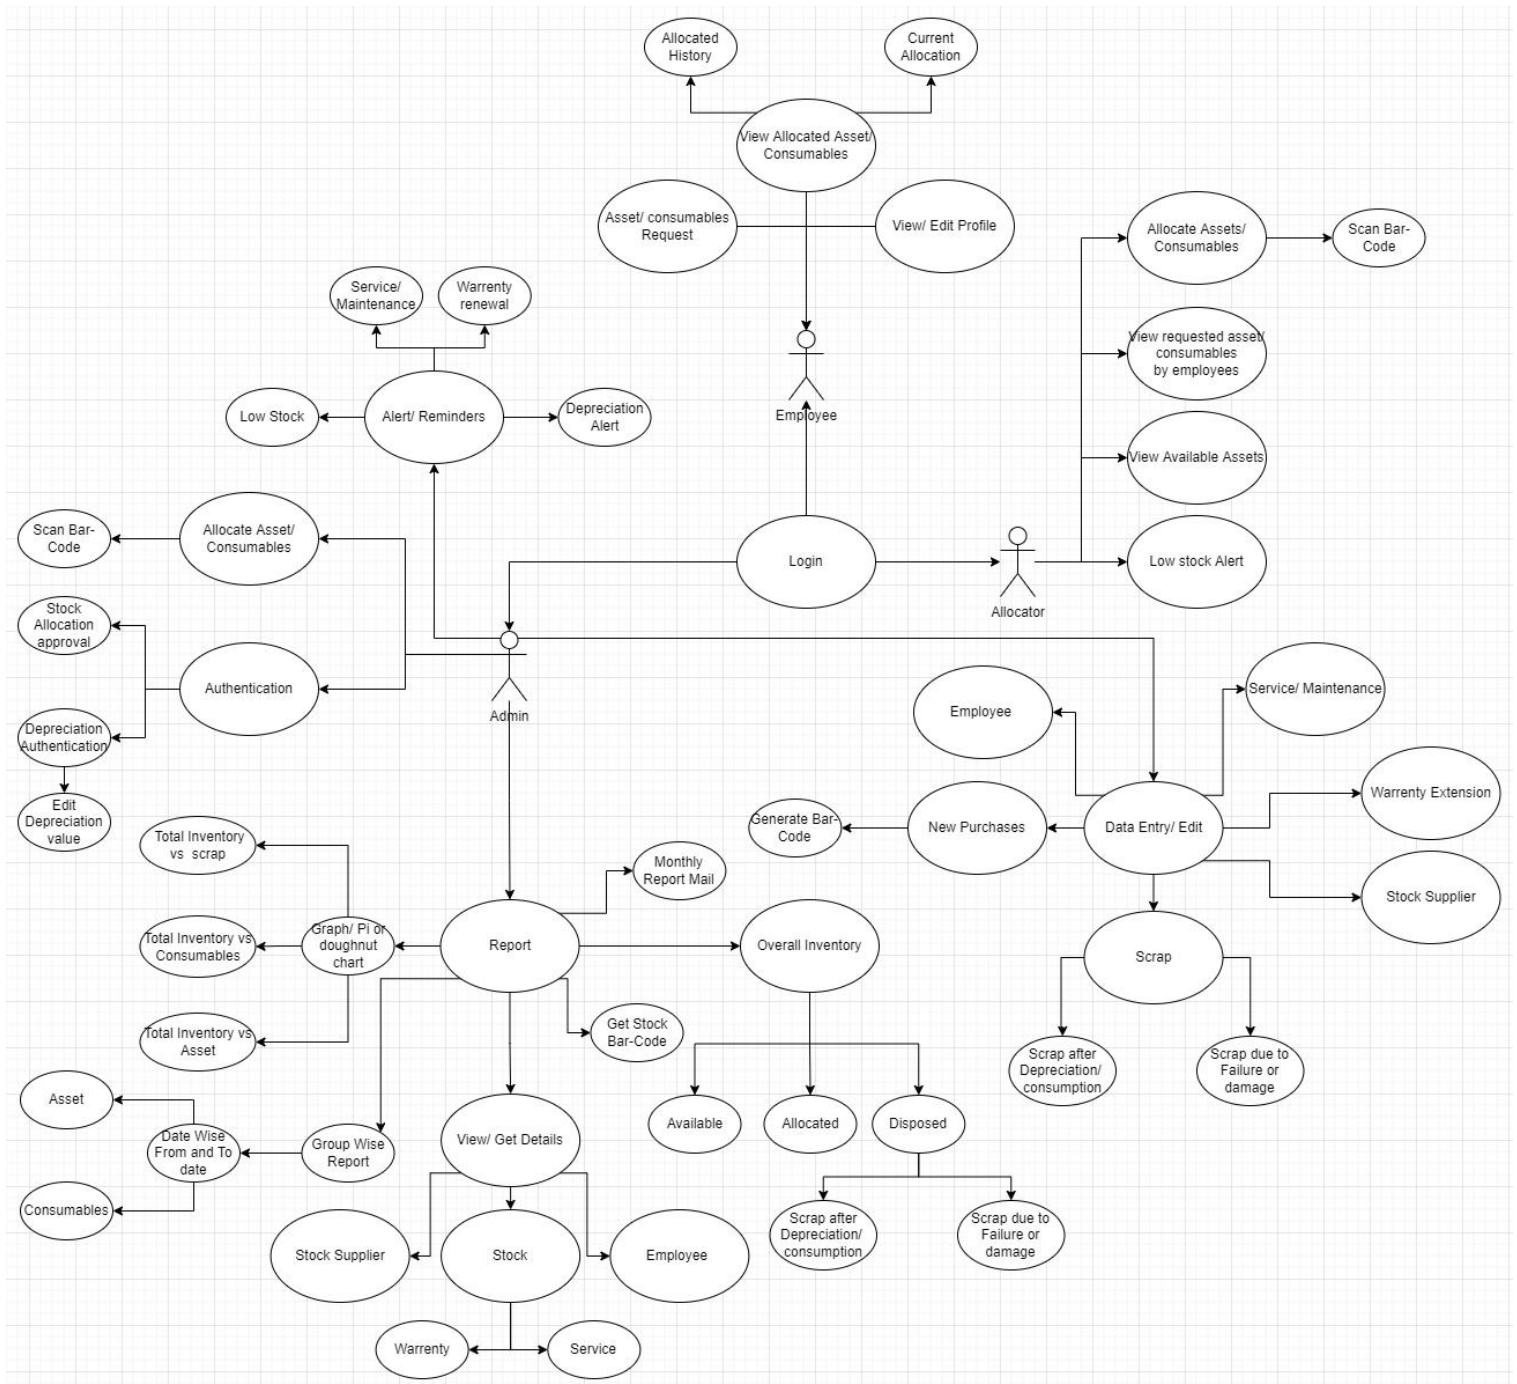 Allocated
History
Current
Allocation
View Allocated Asset/
Consumables
Asset/ consumables
Request
View/ Edit Profile
Allocate Assets/
Consumables
Scan Bar-
Code
Service/
Maintenance
Warrenty
renewal
View requested asset/
consumables
by employees
Low Stock
Alert/ Reminders
Depreciation
Alert
Employee
View Available Assets
Scan Bar-
Code
Allocate Asset/
Consumables
Login
Allocator
Low stock Alert
Stock
Allocation
approval
Authentication
Admin
Depreciation
Authentication
Edit
Depreciation
value
Employee
Service/ Maintenance
Warrenty Extension
Generate Bar-
Code
New Purchases
Data Entry/ Edit
Stock Supplier
Total Inventory
vs scrap
Monthly
Report Mail
Total Inventory vs
Consumables
Graph/ Pi or
doughnut
chart
Report
Overall Inventory
Scrap
Total Inventory vs
Asset
Get Stock
Bar-Code
Scrap after
Depreciation/
consumption
Scrap due to
Failure or
damage
Asset
Date Wise
From and To
date
Group Wise
Report
View/ Get Details
Available
Allocated
Disposed
Consumables
Stock Supplier
Stock
Employee
Scrap after
Depreciation/
consumption
Scrap due to
Failure or
damage
Warrenty
Service